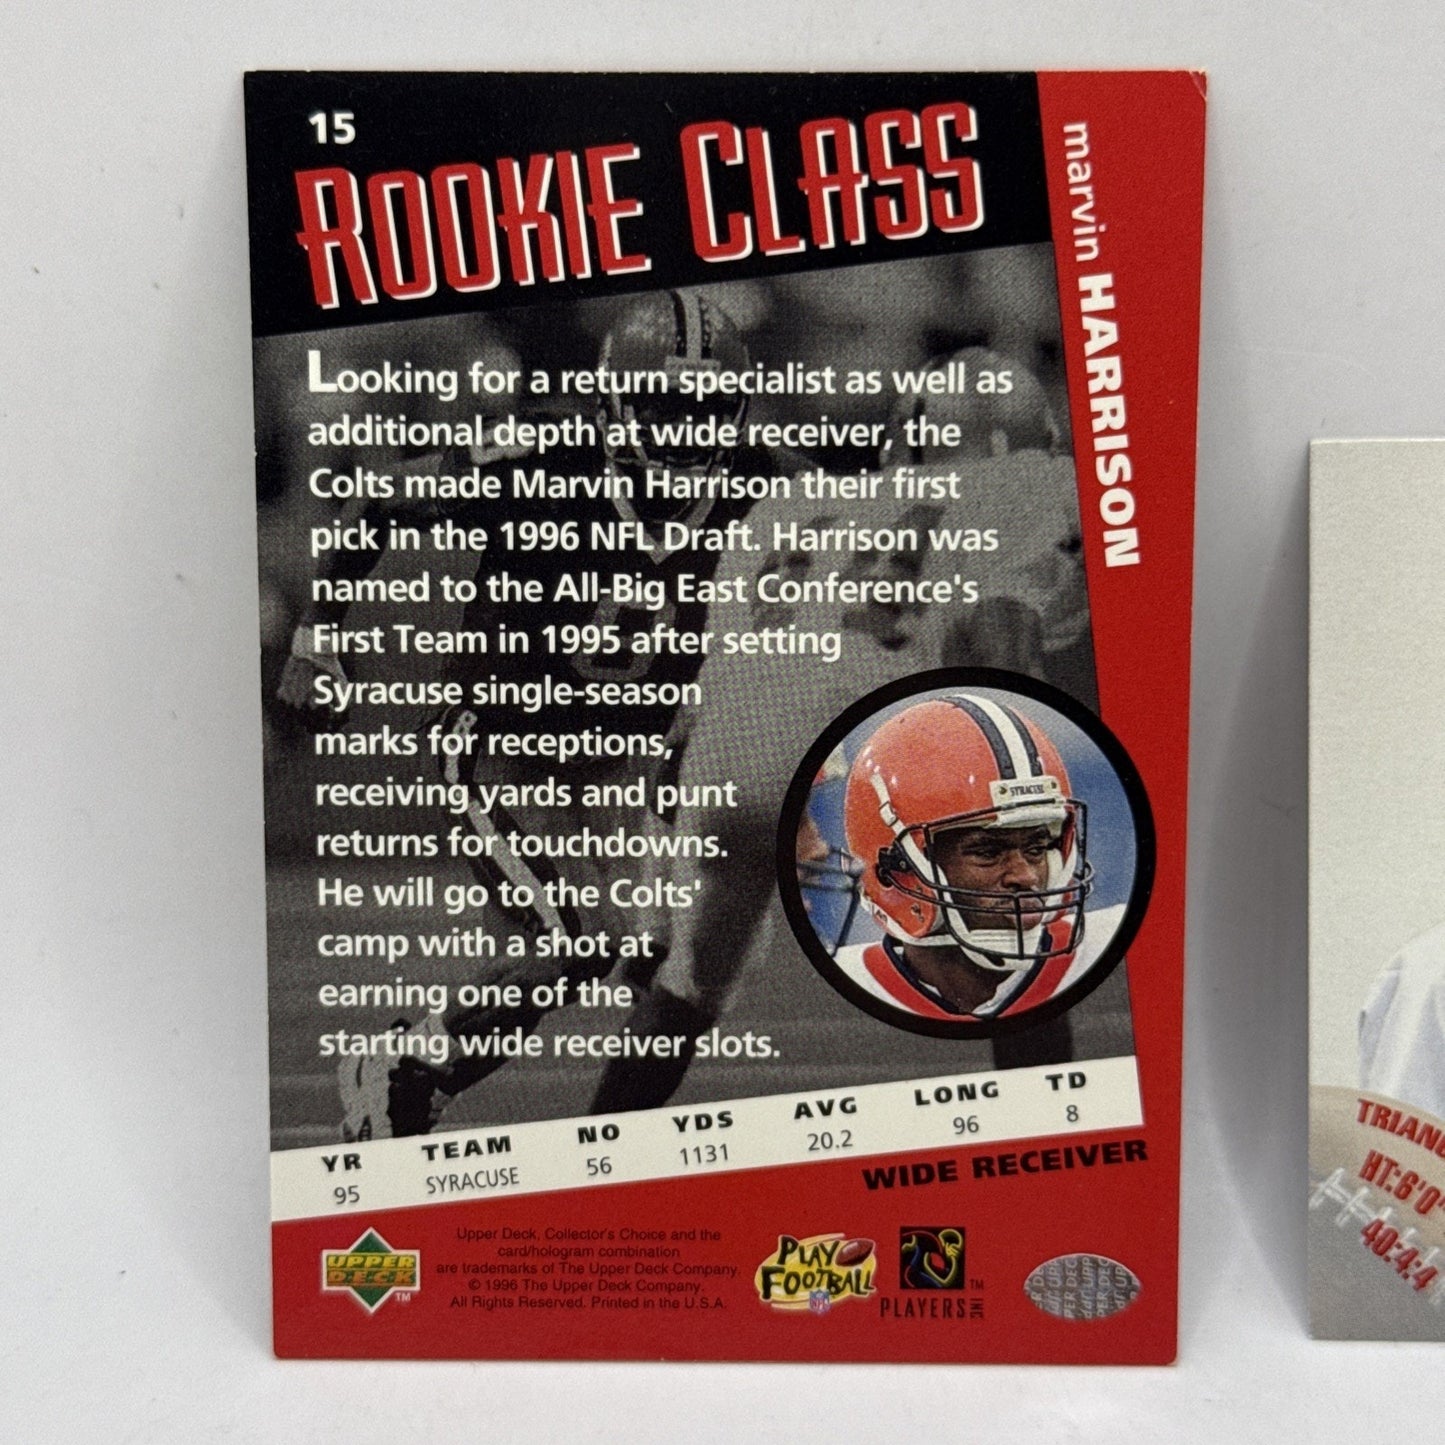 15
ROOKIE CLASS
marvin HARRISON
Looking for a return specialist as well as
additional depth at wide receiver, the
Colts made Marvin Harrison their first
pick in the 1996 NFL Draft. Harrison was
named to the All-Big East Conference's
First Team in 1995 after setting
Syracuse single-season
marks for receptions,
receiving yards and punt
returns for touchdowns.
He will go to the Colts'
camp with a shot at
earning one of the
starting wide receiver slots.
SYRACUSE
YR TEAM NO YDS AVG LONG TD
95 SYRACUSE 56 1131 20.2 96 8
WIDE RECEIVER
UPPER DECK™
Upper Deck, Collector's Choice and the
card/hologram combination
are trademarks of The Upper Deck Company.
© 1996 The Upper Deck Company.
All Rights Reserved. Printed in the U.S.A.
PLAY FOOTBALL
NFL
PLAYERS INC™
HT:6'0"
40:4.4